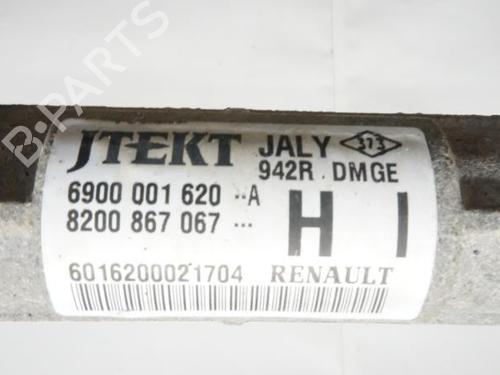 B-PARTS
JTEKT JALY 373
942R DMGE
6900 001 620 --A
8200 867 067 ---
H I
6016200021704 RENAULT